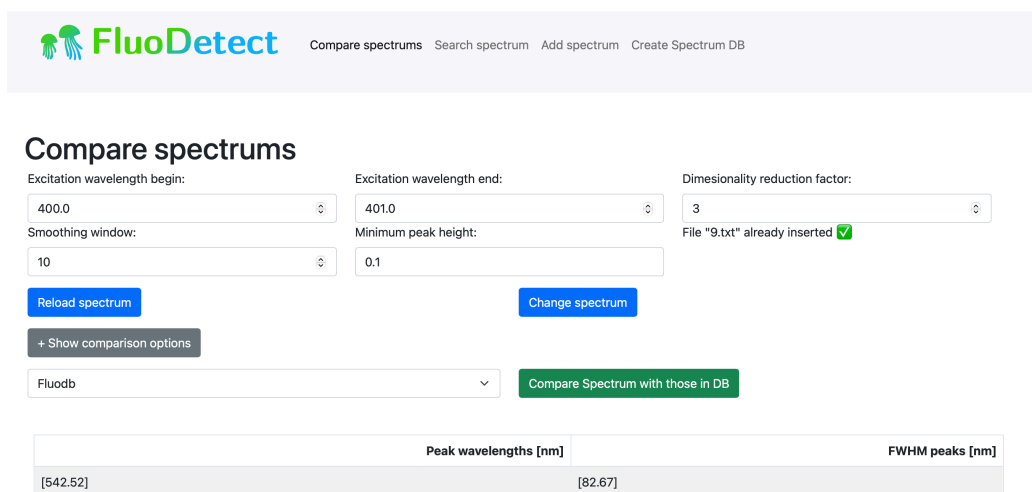 FluoDetect
Compare spectrums Search spectrum Add spectrum Create Spectrum DB
Compare spectrums
Excitation wavelength begin: Excitation wavelength end: Dimesionality reduction factor:
400.0 401.0 3
Smoothing window: Minimum peak height: File "9.txt" already inserted ✅
10 0.1
Reload spectrum Change spectrum
+ Show comparison options
Fluodb Compare Spectrum with those in DB
Peak wavelengths [nm] FWHM peaks [nm]
[542.52] [82.67]